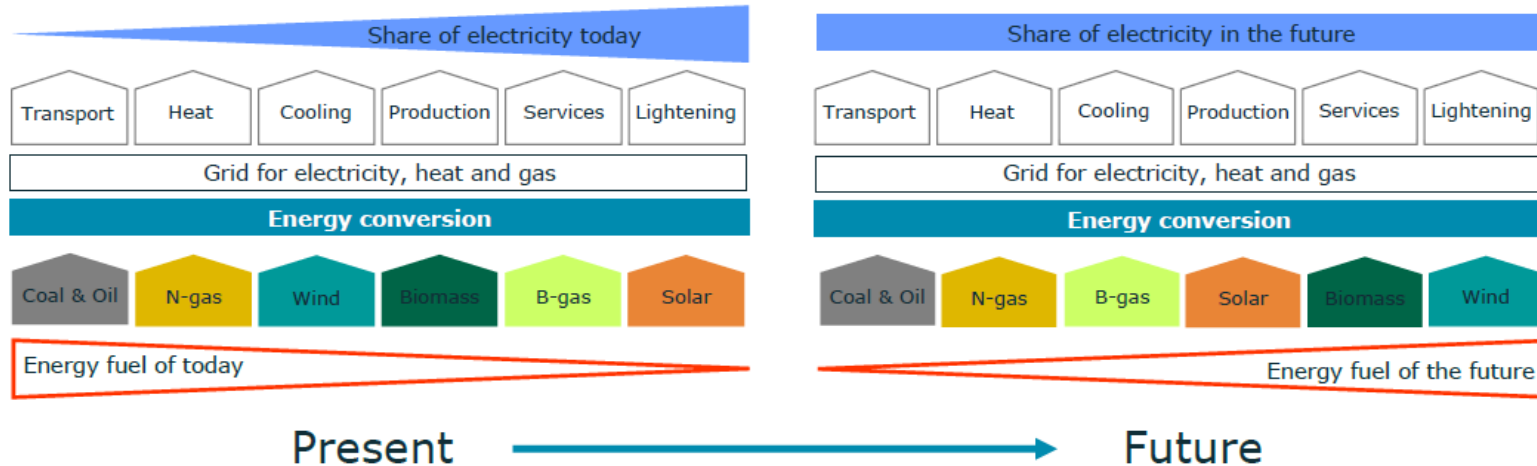 Share of electricity today
Share of electricity in the future
Transport Heat Cooling Production Services Lightening
Transport Heat Cooling Production Services Lightening
Grid for electricity, heat and gas
Grid for electricity, heat and gas
Energy conversion
Energy conversion
Coal & Oil N-gas Wind Biomass B-gas Solar
Coal & Oil N-gas B-gas Solar Biomass Wind
Energy fuel of today
Energy fuel of the future
Present
Future